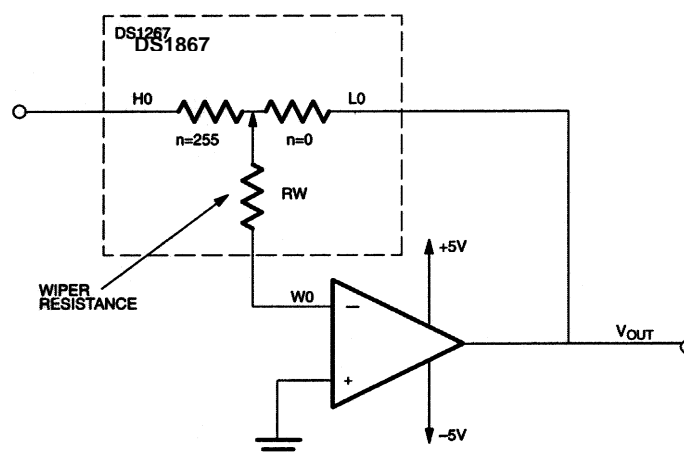 DS1267
DS1867
H0
L0
n=255
n=0
RW
WIPER
RESISTANCE
W0
+5V
−
+
VOUT
–5V